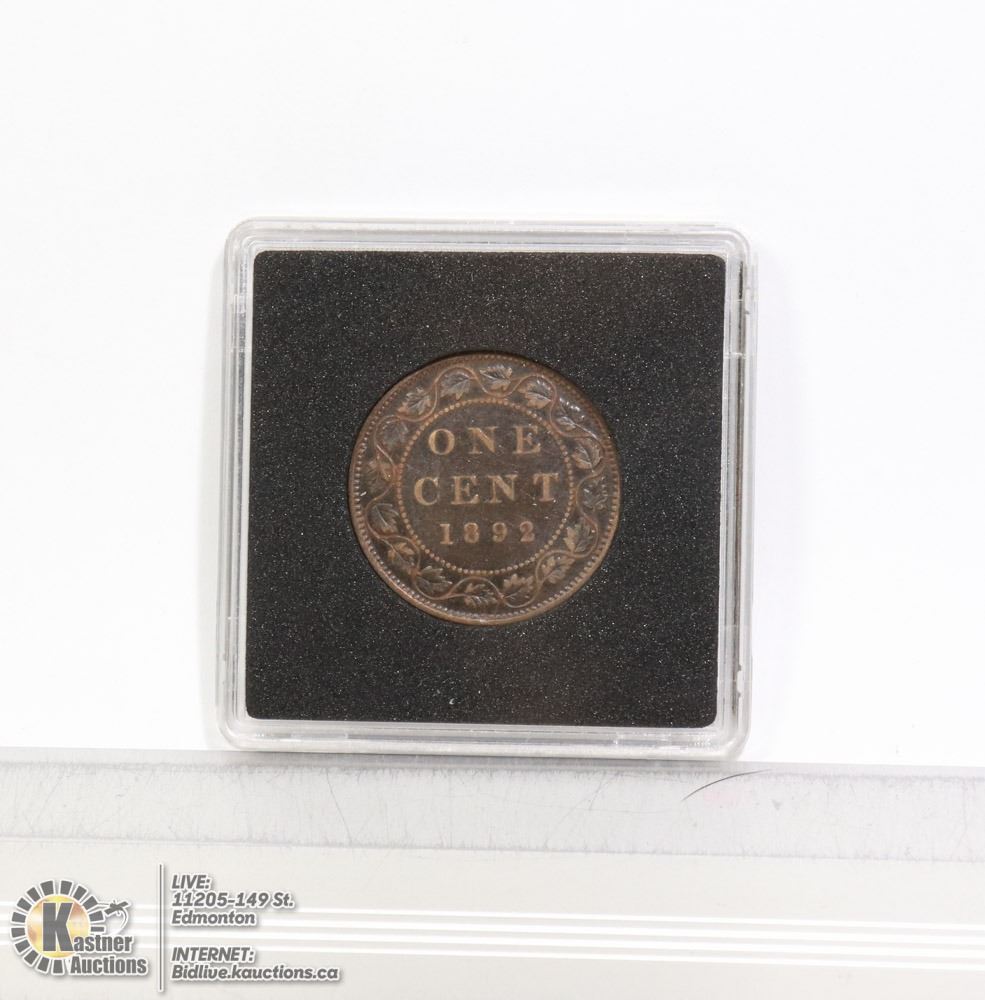 ONE
CENT
1892
Kastner
Auctions
LIVE:
11205-149 St.
Edmonton
INTERNET:
Bidlive.kauctions.ca